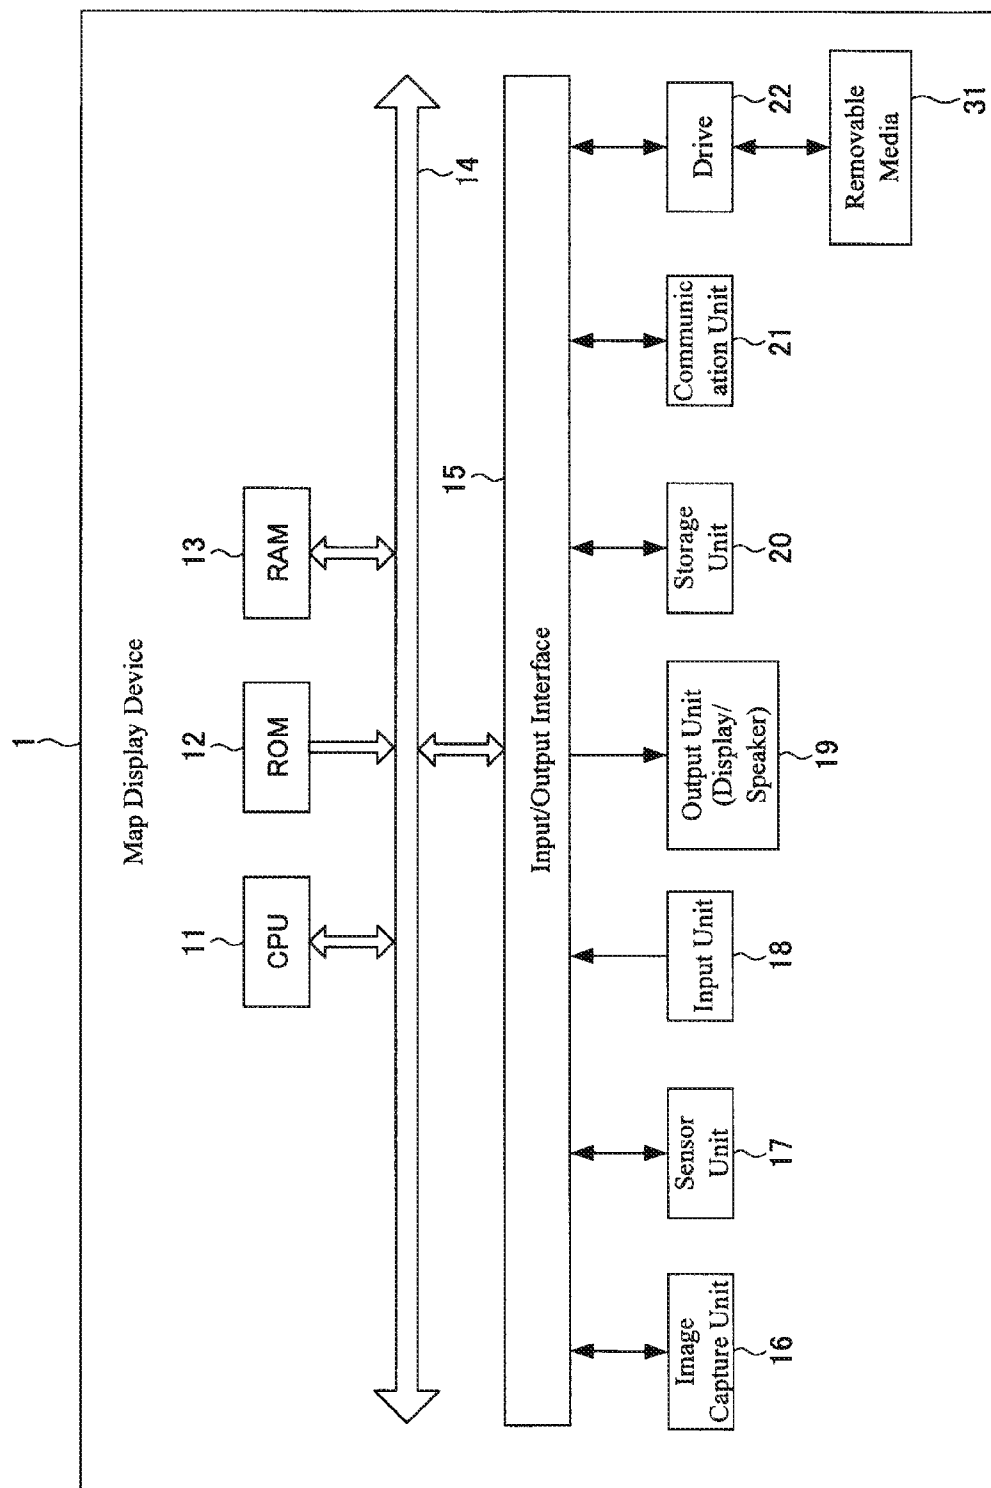 1
Map Display Device
11
12
13
CPU
ROM
RAM
14
15
Input/Output Interface
Image
Capture Unit
Sensor
Unit
Input Unit
Output Unit
(Display/
Speaker)
Storage
Unit
Communic
ation Unit
Drive
16
17
18
19
20
21
22
Removable
Media
31